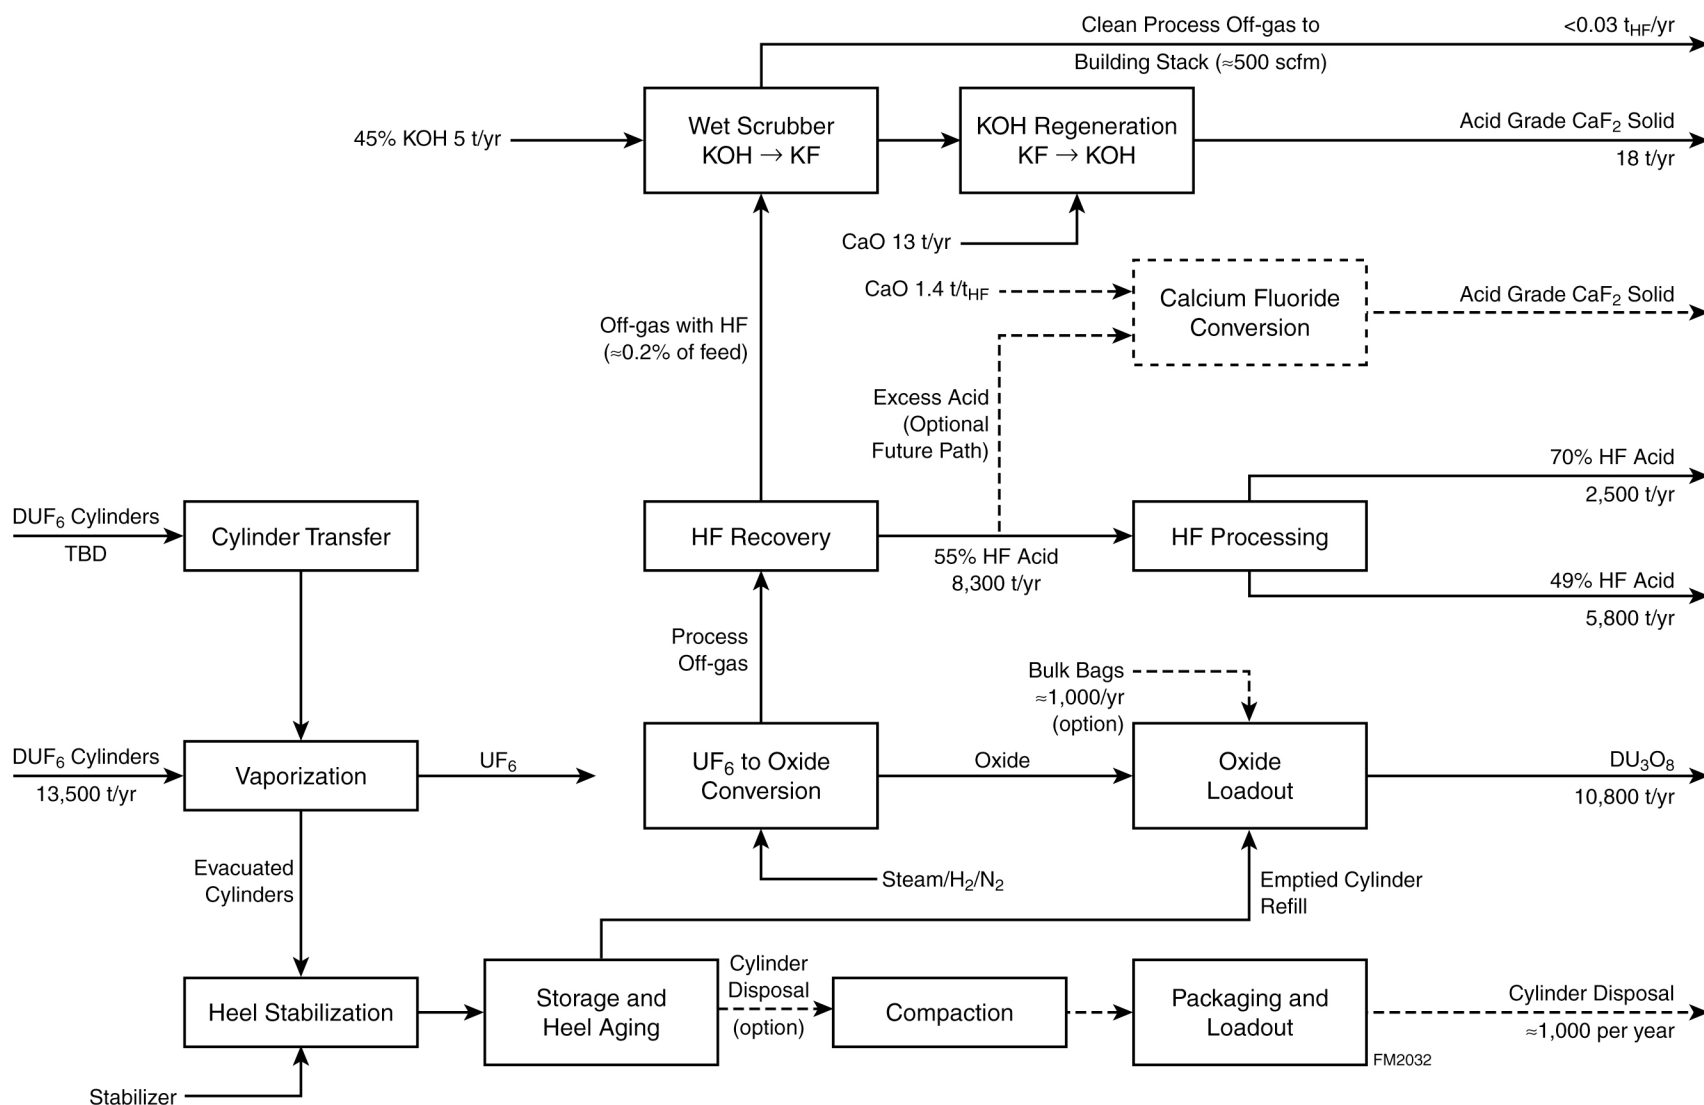 Clean Process Off-gas to
<0.03 tHF/yr
Building Stack (≈500 scfm)
45% KOH 5 t/yr
Wet Scrubber
KOH → KF
KOH Regeneration
KF → KOH
Acid Grade CaF2 Solid
18 t/yr
CaO 13 t/yr
CaO 1.4 t/tHF
Calcium Fluoride
Conversion
Acid Grade CaF2 Solid
Off-gas with HF
(≈0.2% of feed)
Excess Acid
(Optional
Future Path)
DUF6 Cylinders
TBD
Cylinder Transfer
HF Recovery
55% HF Acid
8,300 t/yr
HF Processing
70% HF Acid
2,500 t/yr
49% HF Acid
5,800 t/yr
Process
Off-gas
Bulk Bags
≈1,000/yr
(option)
DUF6 Cylinders
13,500 t/yr
Vaporization
UF6
UF6 to Oxide
Conversion
Oxide
Oxide
Loadout
DU3O8
10,800 t/yr
Evacuated
Cylinders
Steam/H2/N2
Emptied Cylinder
Refill
Heel Stabilization
Storage and
Heel Aging
Cylinder
Disposal
(option)
Compaction
Packaging and
Loadout
Cylinder Disposal
≈1,000 per year
FM2032
Stabilizer